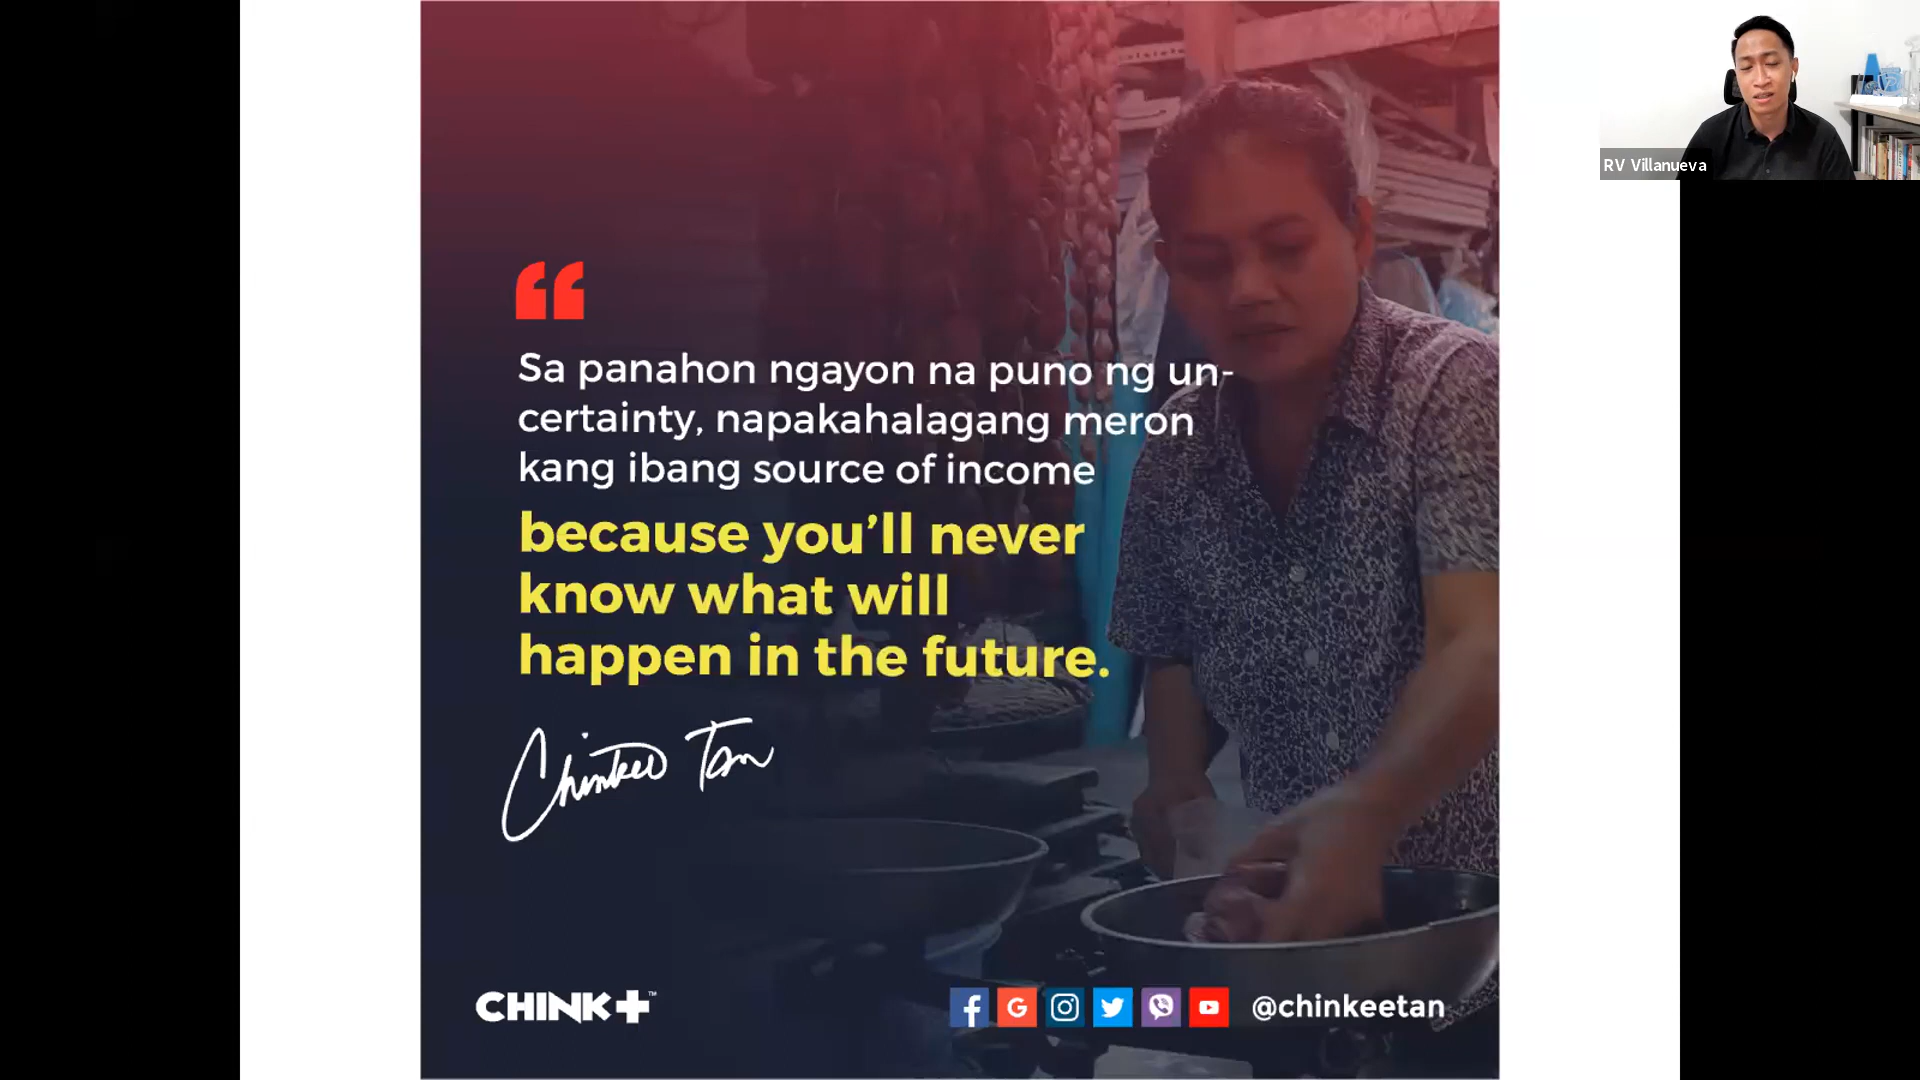 RV Villanueva
Sa panahon ngayon na puno ng un-
certainty, napakahalagang meron
kang ibang source of income
because you’ll never
know what will
happen in the future.
Chinkee Tan
CHINK+™
@chinkeetan